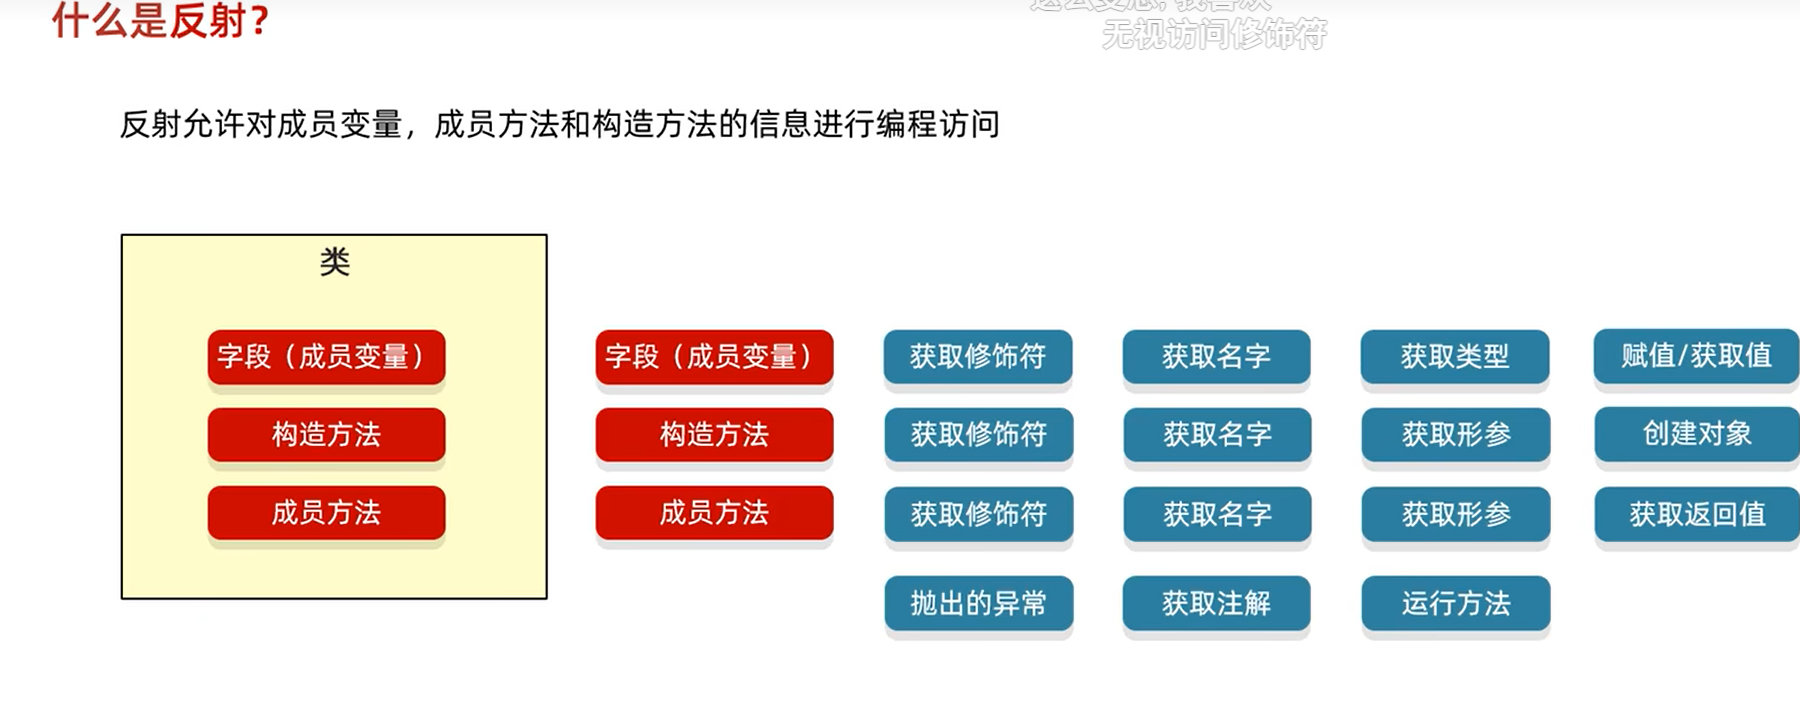 什么是反射?
无视访问修饰符
反射允许对成员变量，成员方法和构造方法的信息进行编程访问
类
字段（成员变量）
构造方法
成员方法
字段（成员变量） 获取修饰符 获取名字 获取类型 赋值/获取值
构造方法 获取修饰符 获取名字 获取形参 创建对象
成员方法 获取修饰符 获取名字 获取形参 获取返回值
抛出的异常 获取注解 运行方法